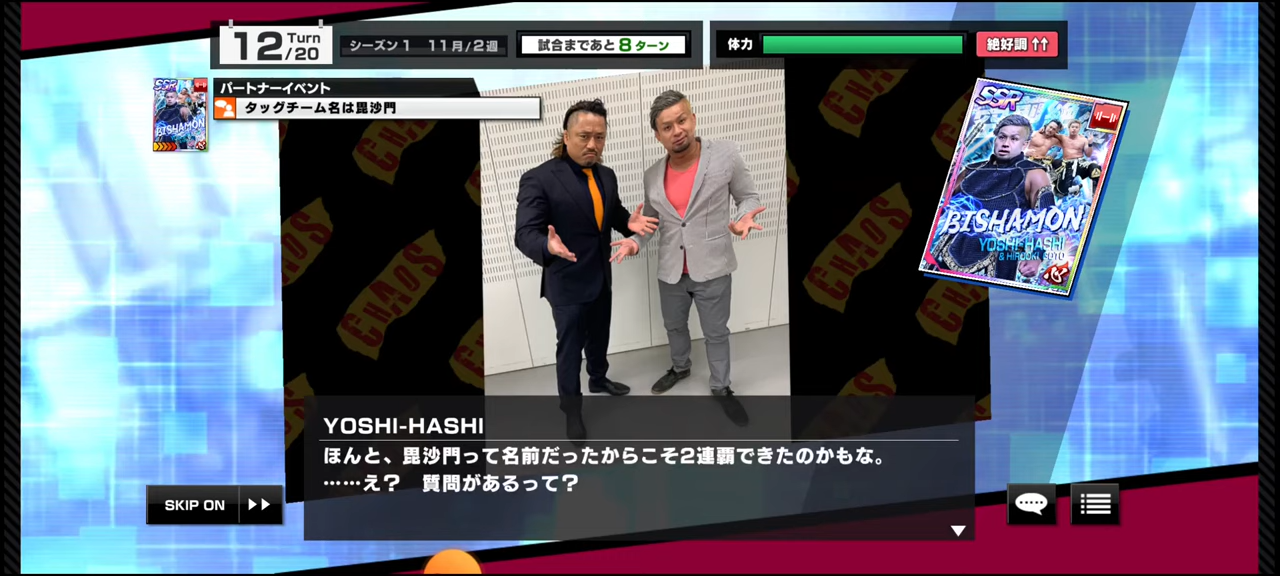 12 Turn /20
シーズン1 11月/2週
試合まであと8ターン
体力
絶好調↑↑
パートナーイベント
タッグチーム名は毘沙門
SSR
BISHAMON
SSR
BISHAMON
YOSHI-HASHI
& HIROOKI GOTO
CHAOS
CHAOS
CHAOS
CHAOS
YOSHI-HASHI
ほんと、毘沙門って名前だったからこそ2連覇できたのかもな。
……え？　質問があるって？
SKIP ON